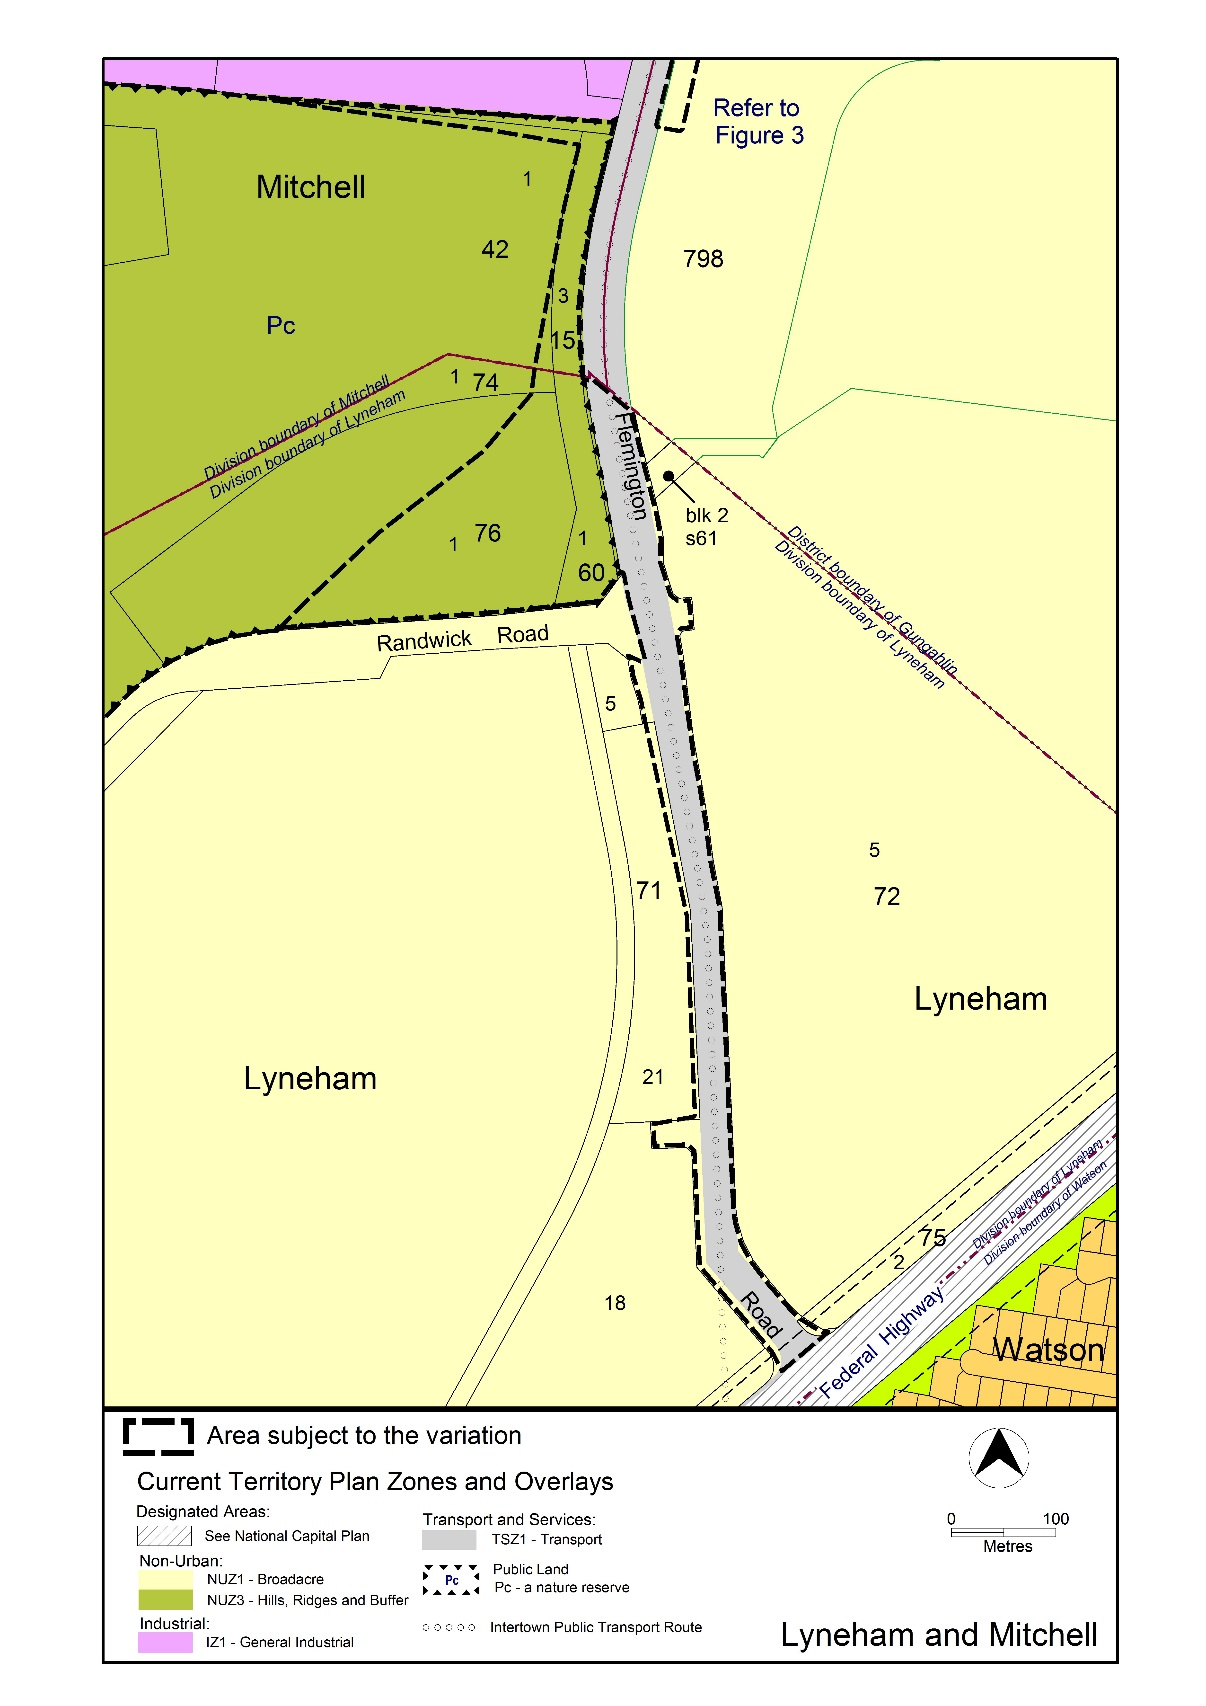 Refer to
Figure 3
Mitchell
1
42
798
3
Pc
15
1 74
Division boundary of Mitchell
Division boundary of Lyneham
Flemington
blk 2
s61
1 76
1
60
District boundary of Gungahlin
Division boundary of Lyneham
Randwick Road
5
5
71
72
Lyneham
Lyneham
21
Division boundary of Lyneham
Division boundary of Watson
75
2
18
Road
Federal Highway
Watson
Area subject to the variation
Current Territory Plan Zones and Overlays
Designated Areas:
See National Capital Plan
Non-Urban:
NUZ1 - Broadacre
NUZ3 - Hills, Ridges and Buffer
Industrial:
IZ1 - General Industrial
Transport and Services:
TSZ1 - Transport
Pc
Public Land
Pc - a nature reserve
Intertown Public Transport Route
0 100
Metres
Lyneham and Mitchell